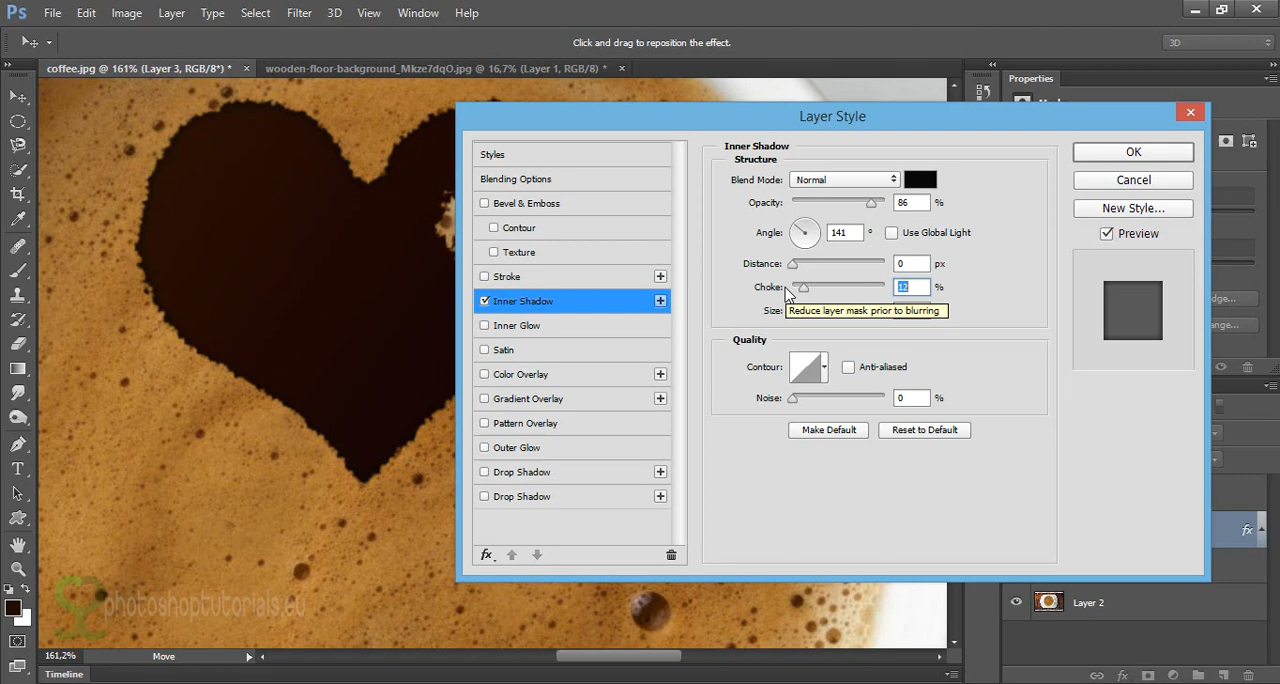 Ps File Edit Image Layer Type Select Filter 3D View Window Help
Click and drag to reposition the effect.
3D
coffee.jpg @ 161% (Layer 3, RGB/8*) * × wooden-floor-background_Mkze7dqO.jpg @ 16,7% (Layer 1, RGB/8) * ×
Properties
Layer Style
Styles
Blending Options
Bevel & Emboss
Contour
Texture
Stroke
Inner Shadow
Inner Glow
Satin
Color Overlay
Gradient Overlay
Pattern Overlay
Outer Glow
Drop Shadow
Drop Shadow
fx
Inner Shadow
Structure
Blend Mode: Normal
Opacity: 86 %
Angle: 141 ° Use Global Light
Distance: 0 px
Choke: 12 %
Size:
Reduce layer mask prior to blurring
Quality
Contour: Anti-aliased
Noise: 0 %
Make Default Reset to Default
OK
Cancel
New Style...
Preview
fx
Layer 2
photoshoptutorials.eu
161,2% Move
Timeline
fx